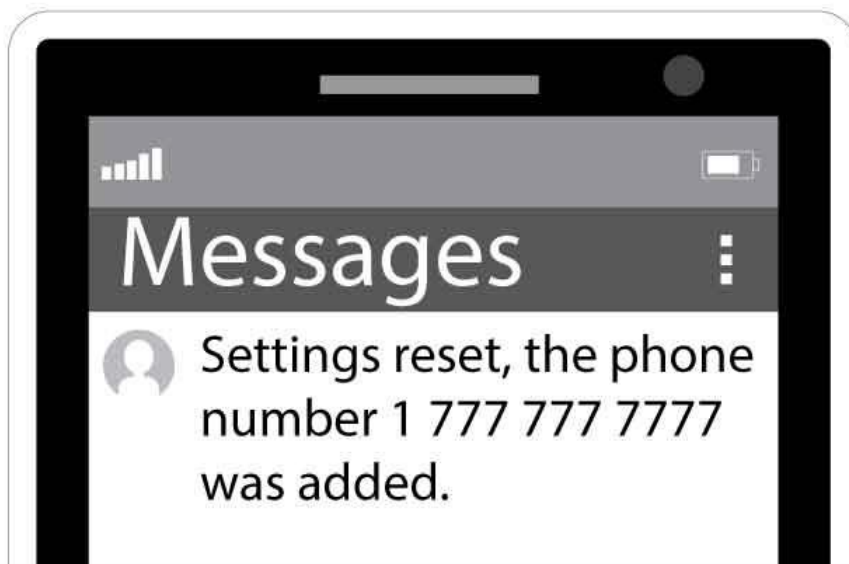 Messages
Settings reset, the phone
number 1 777 777 7777
was added.